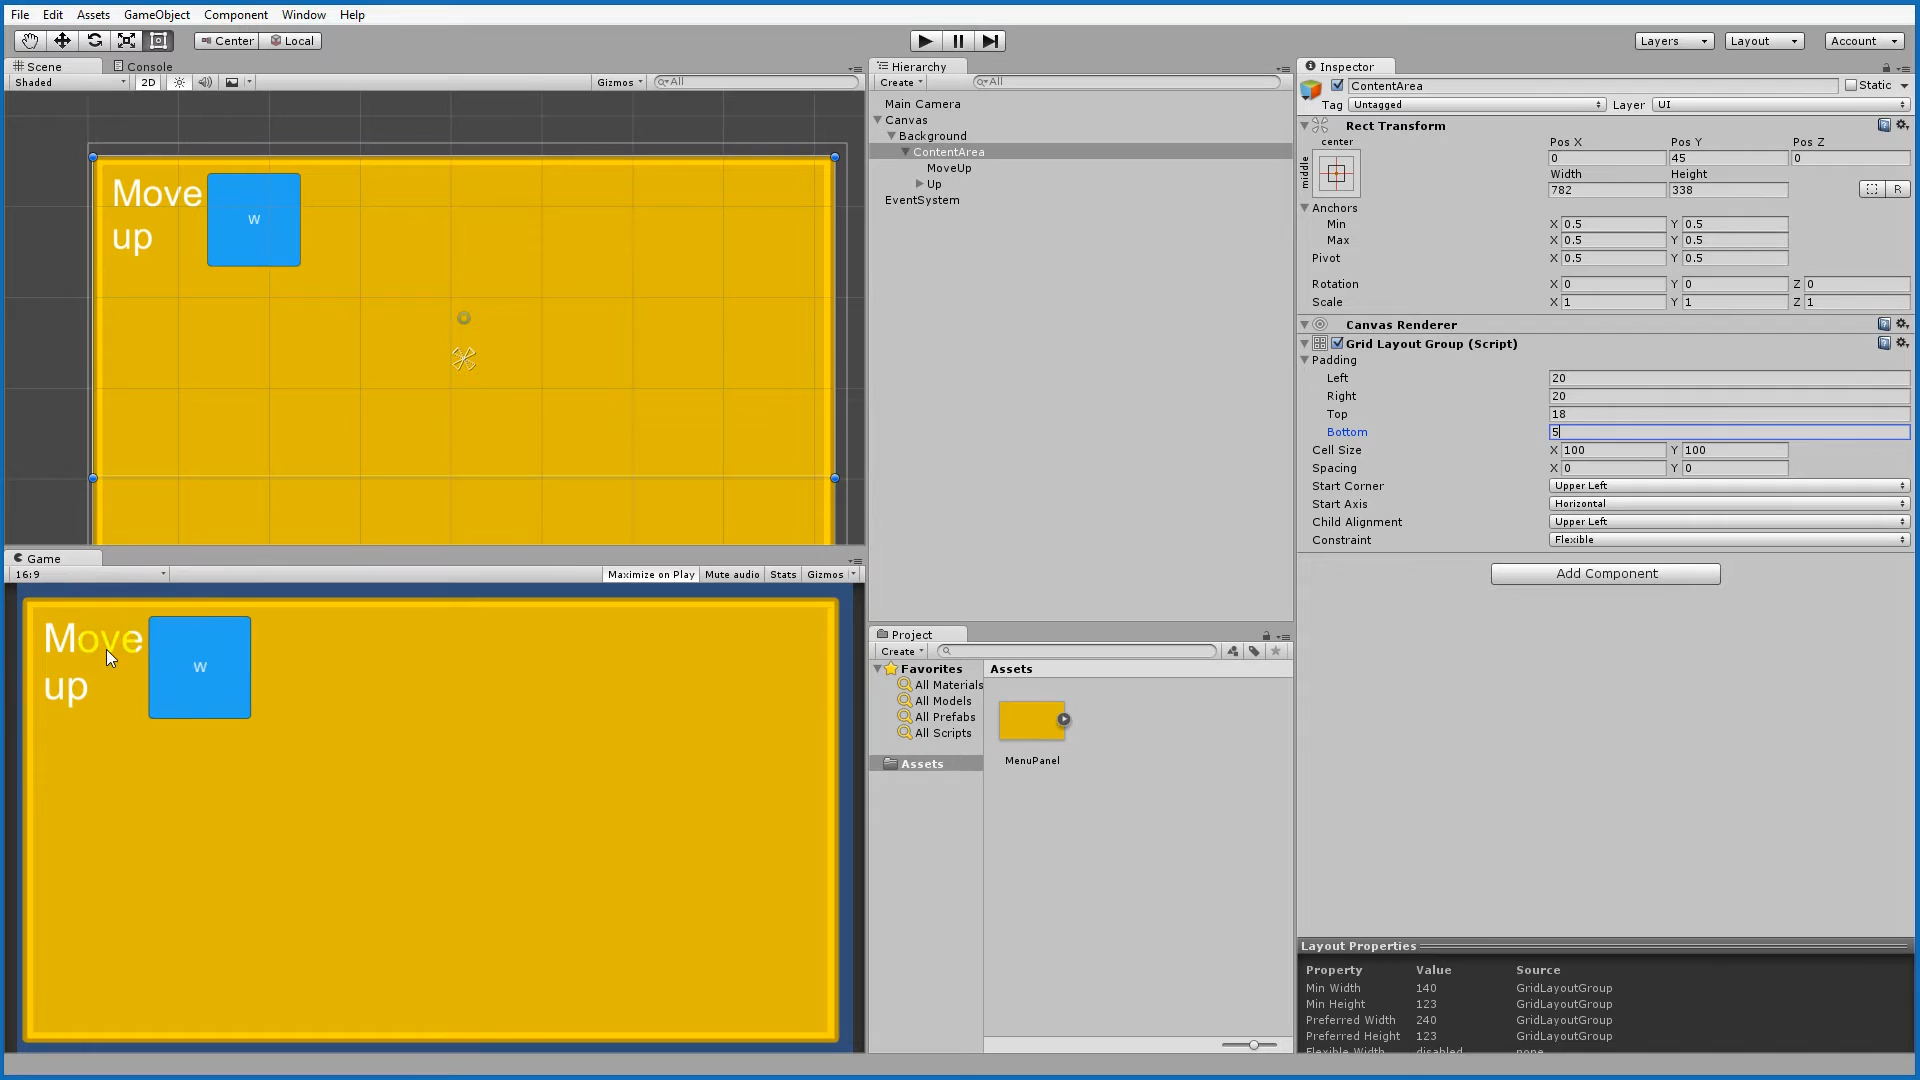 File Edit Assets GameObject Component Window Help
Center Local
Layers Layout Account
Scene Console
Shaded 2D Gizmos All
Move
up
w
Game
16:9 Maximize on Play Mute audio Stats Gizmos
Move
up
w
Hierarchy
Create All
Main Camera
Canvas
Background
ContentArea
MoveUp
Up
EventSystem
Project
Create
Favorites
All Materials
All Models
All Prefabs
All Scripts
Assets
Assets
MenuPanel
Inspector
ContentArea Static
Tag Untagged Layer UI
Rect Transform
center
middle
Pos X Pos Y Pos Z
0 45 0
Width Height
782 338 R
Anchors
Min X 0.5 Y 0.5
Max X 0.5 Y 0.5
Pivot X 0.5 Y 0.5
Rotation X 0 Y 0 Z 0
Scale X 1 Y 1 Z 1
Canvas Renderer
Grid Layout Group (Script)
Padding
Left 20
Right 20
Top 18
Bottom 5
Cell Size X 100 Y 100
Spacing X 0 Y 0
Start Corner Upper Left
Start Axis Horizontal
Child Alignment Upper Left
Constraint Flexible
Add Component
Layout Properties
Property Value Source
Min Width 140 GridLayoutGroup
Min Height 123 GridLayoutGroup
Preferred Width 240 GridLayoutGroup
Preferred Height 123 GridLayoutGroup
Flexible Width disabled none